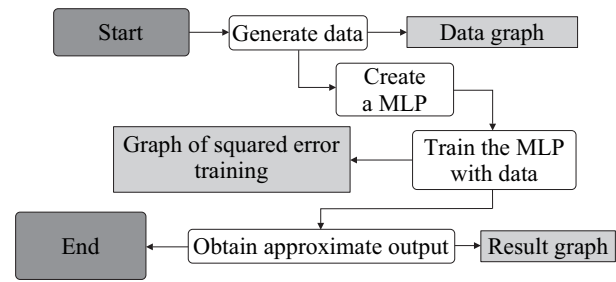 Start
Generate data
Data graph
Create
a MLP
Graph of squared error
training
Train the MLP
with data
End
Obtain approximate output
Result graph